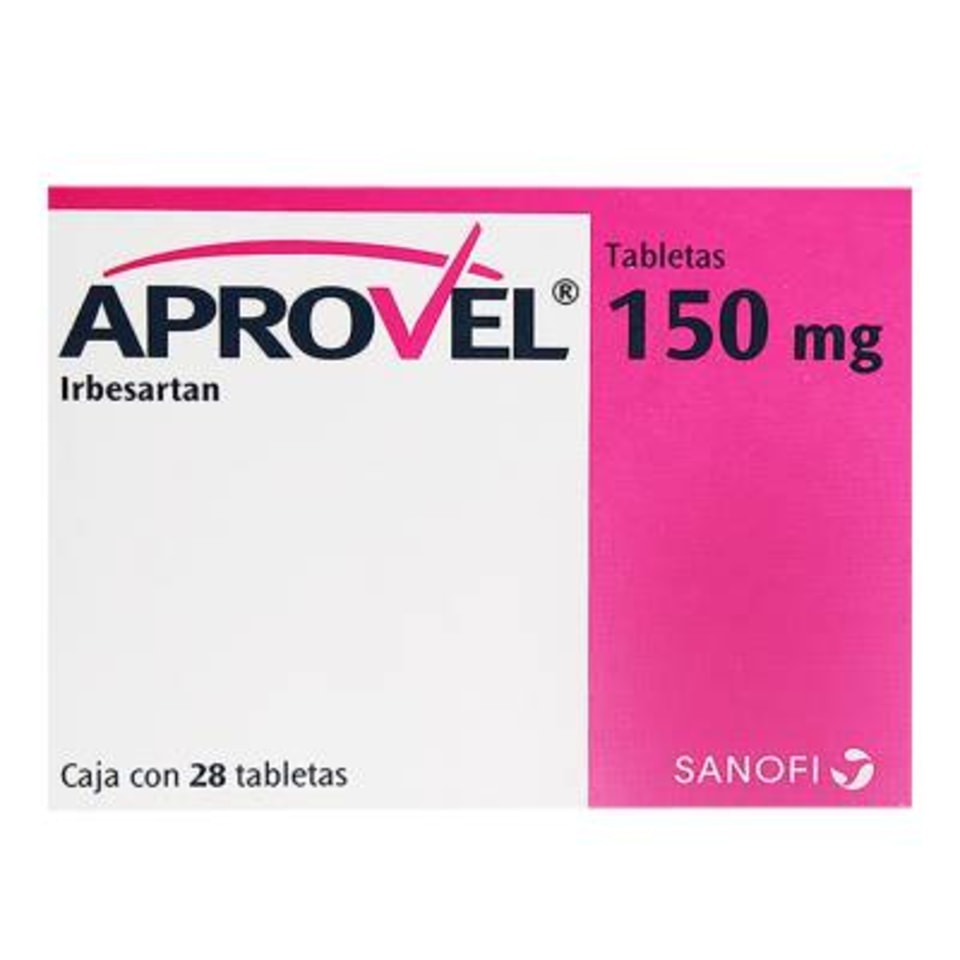 APROVEL®
Irbesartan
Tabletas
150 mg
Caja con 28 tabletas
SANOFI